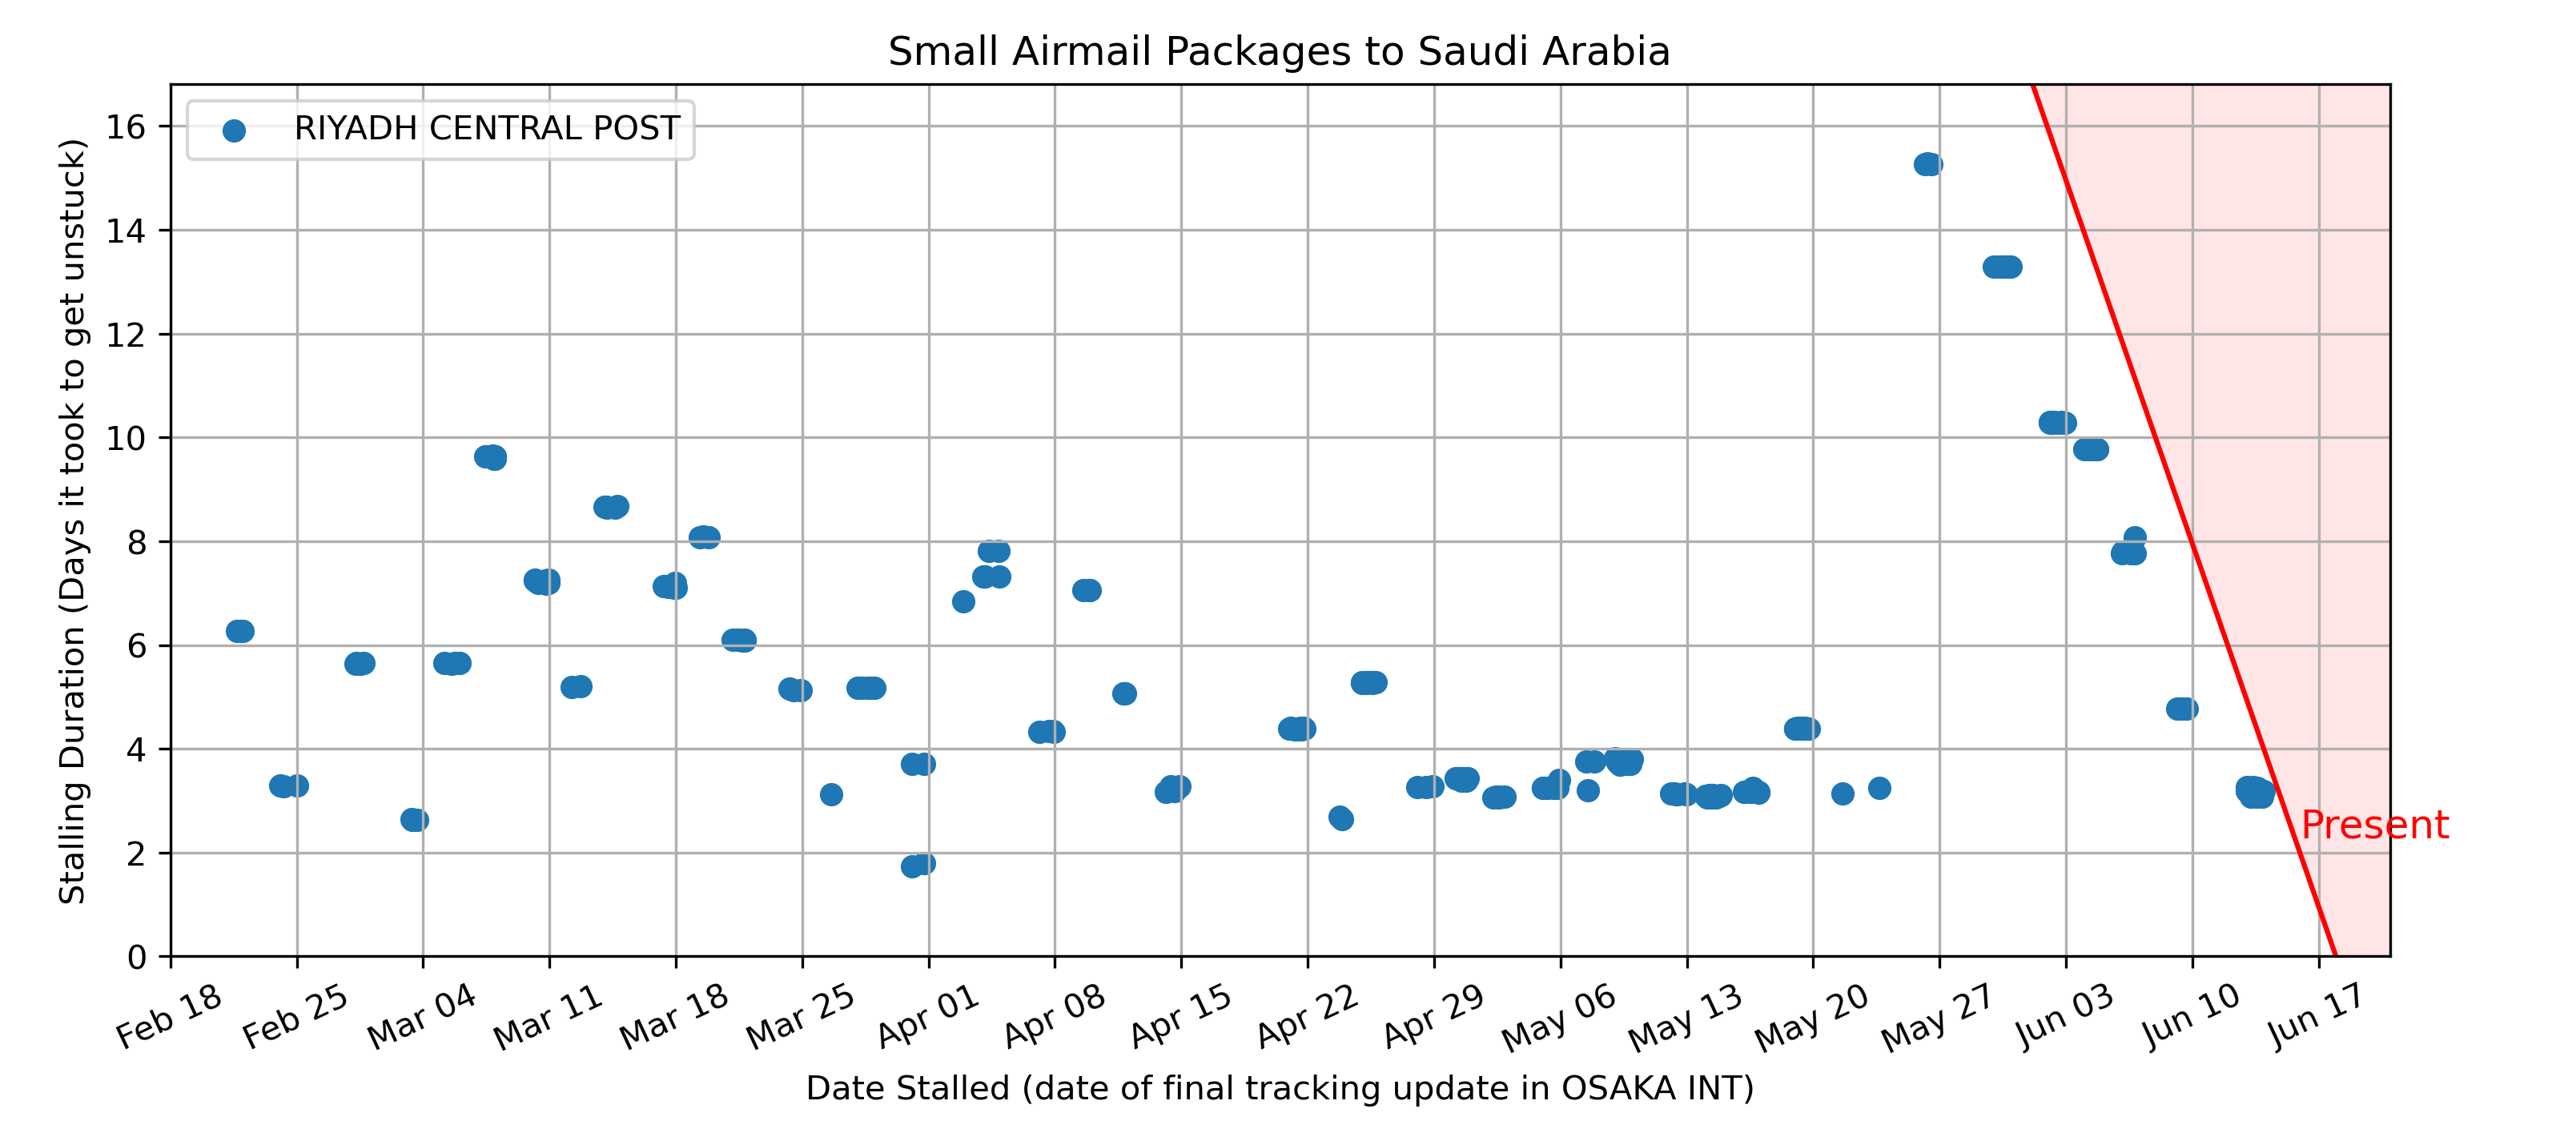 Small Airmail Packages to Saudi Arabia
RIYADH CENTRAL POST
Stalling Duration (Days it took to get unstuck)
16
14
12
10
8
6
4
2
0
Present
Feb 18
Feb 25
Mar 04
Mar 11
Mar 18
Mar 25
Apr 01
Apr 08
Apr 15
Apr 22
Apr 29
May 06
May 13
May 20
May 27
Jun 03
Jun 10
Jun 17
Date Stalled (date of final tracking update in OSAKA INT)